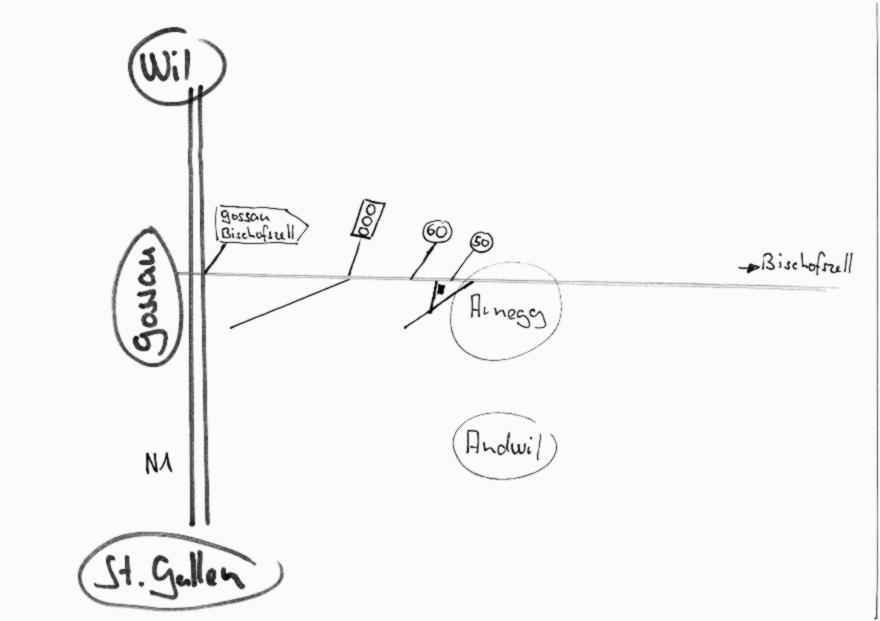 Wil
Gossau
Bischofszell
60
50
→ Bischofszell
Gossau
Arnegg
Andwil
N1
St. Gallen